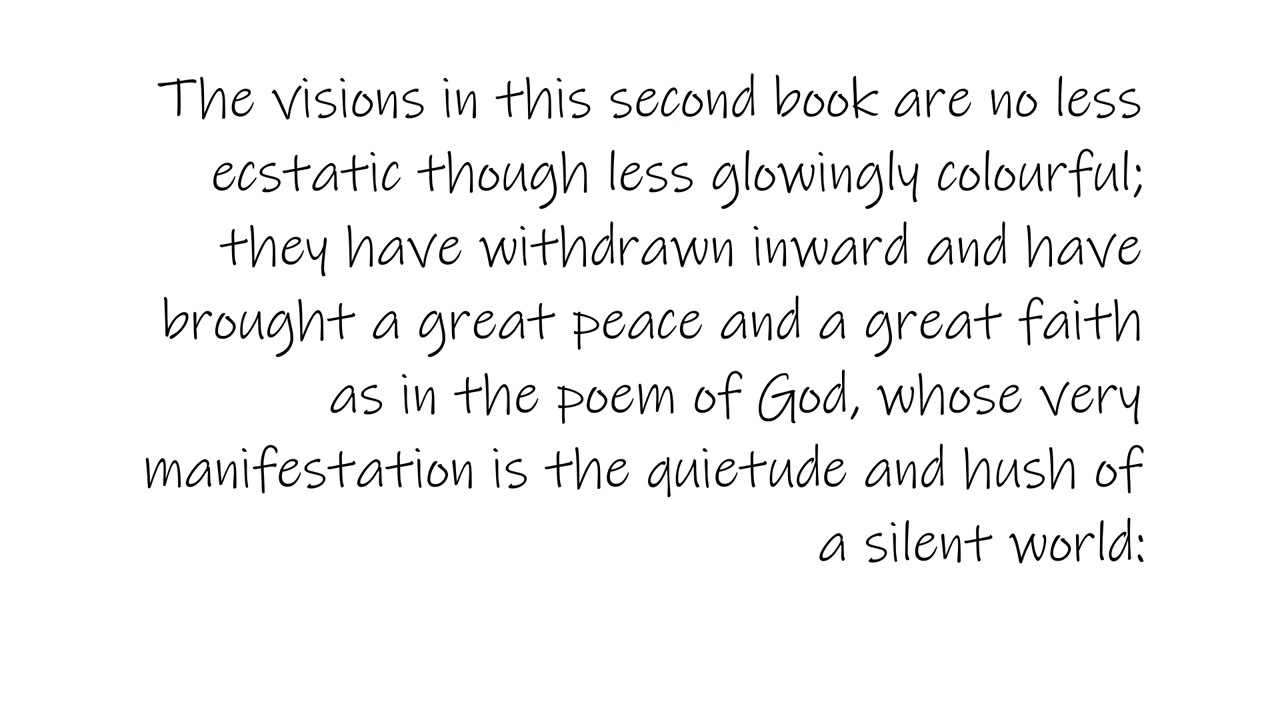 The visions in this second book are no less
ecstatic though less glowingly colourful;
they have withdrawn inward and have
brought a great peace and a great faith
as in the poem of God, whose very
manifestation is the quietude and hush of
a silent world: